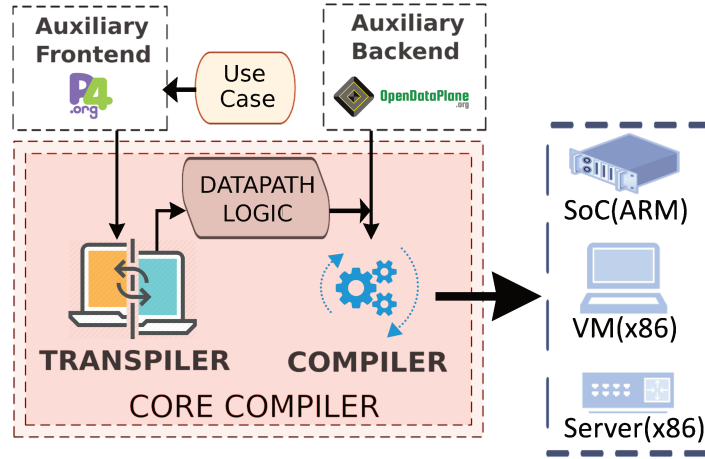 Auxiliary
Frontend
P4
.org
Use
Case
Auxiliary
Backend
OpenDataPlane
.org
DATAPATH
LOGIC
TRANSPILER
COMPILER
CORE COMPILER
SoC(ARM)
VM(x86)
Server(x86)